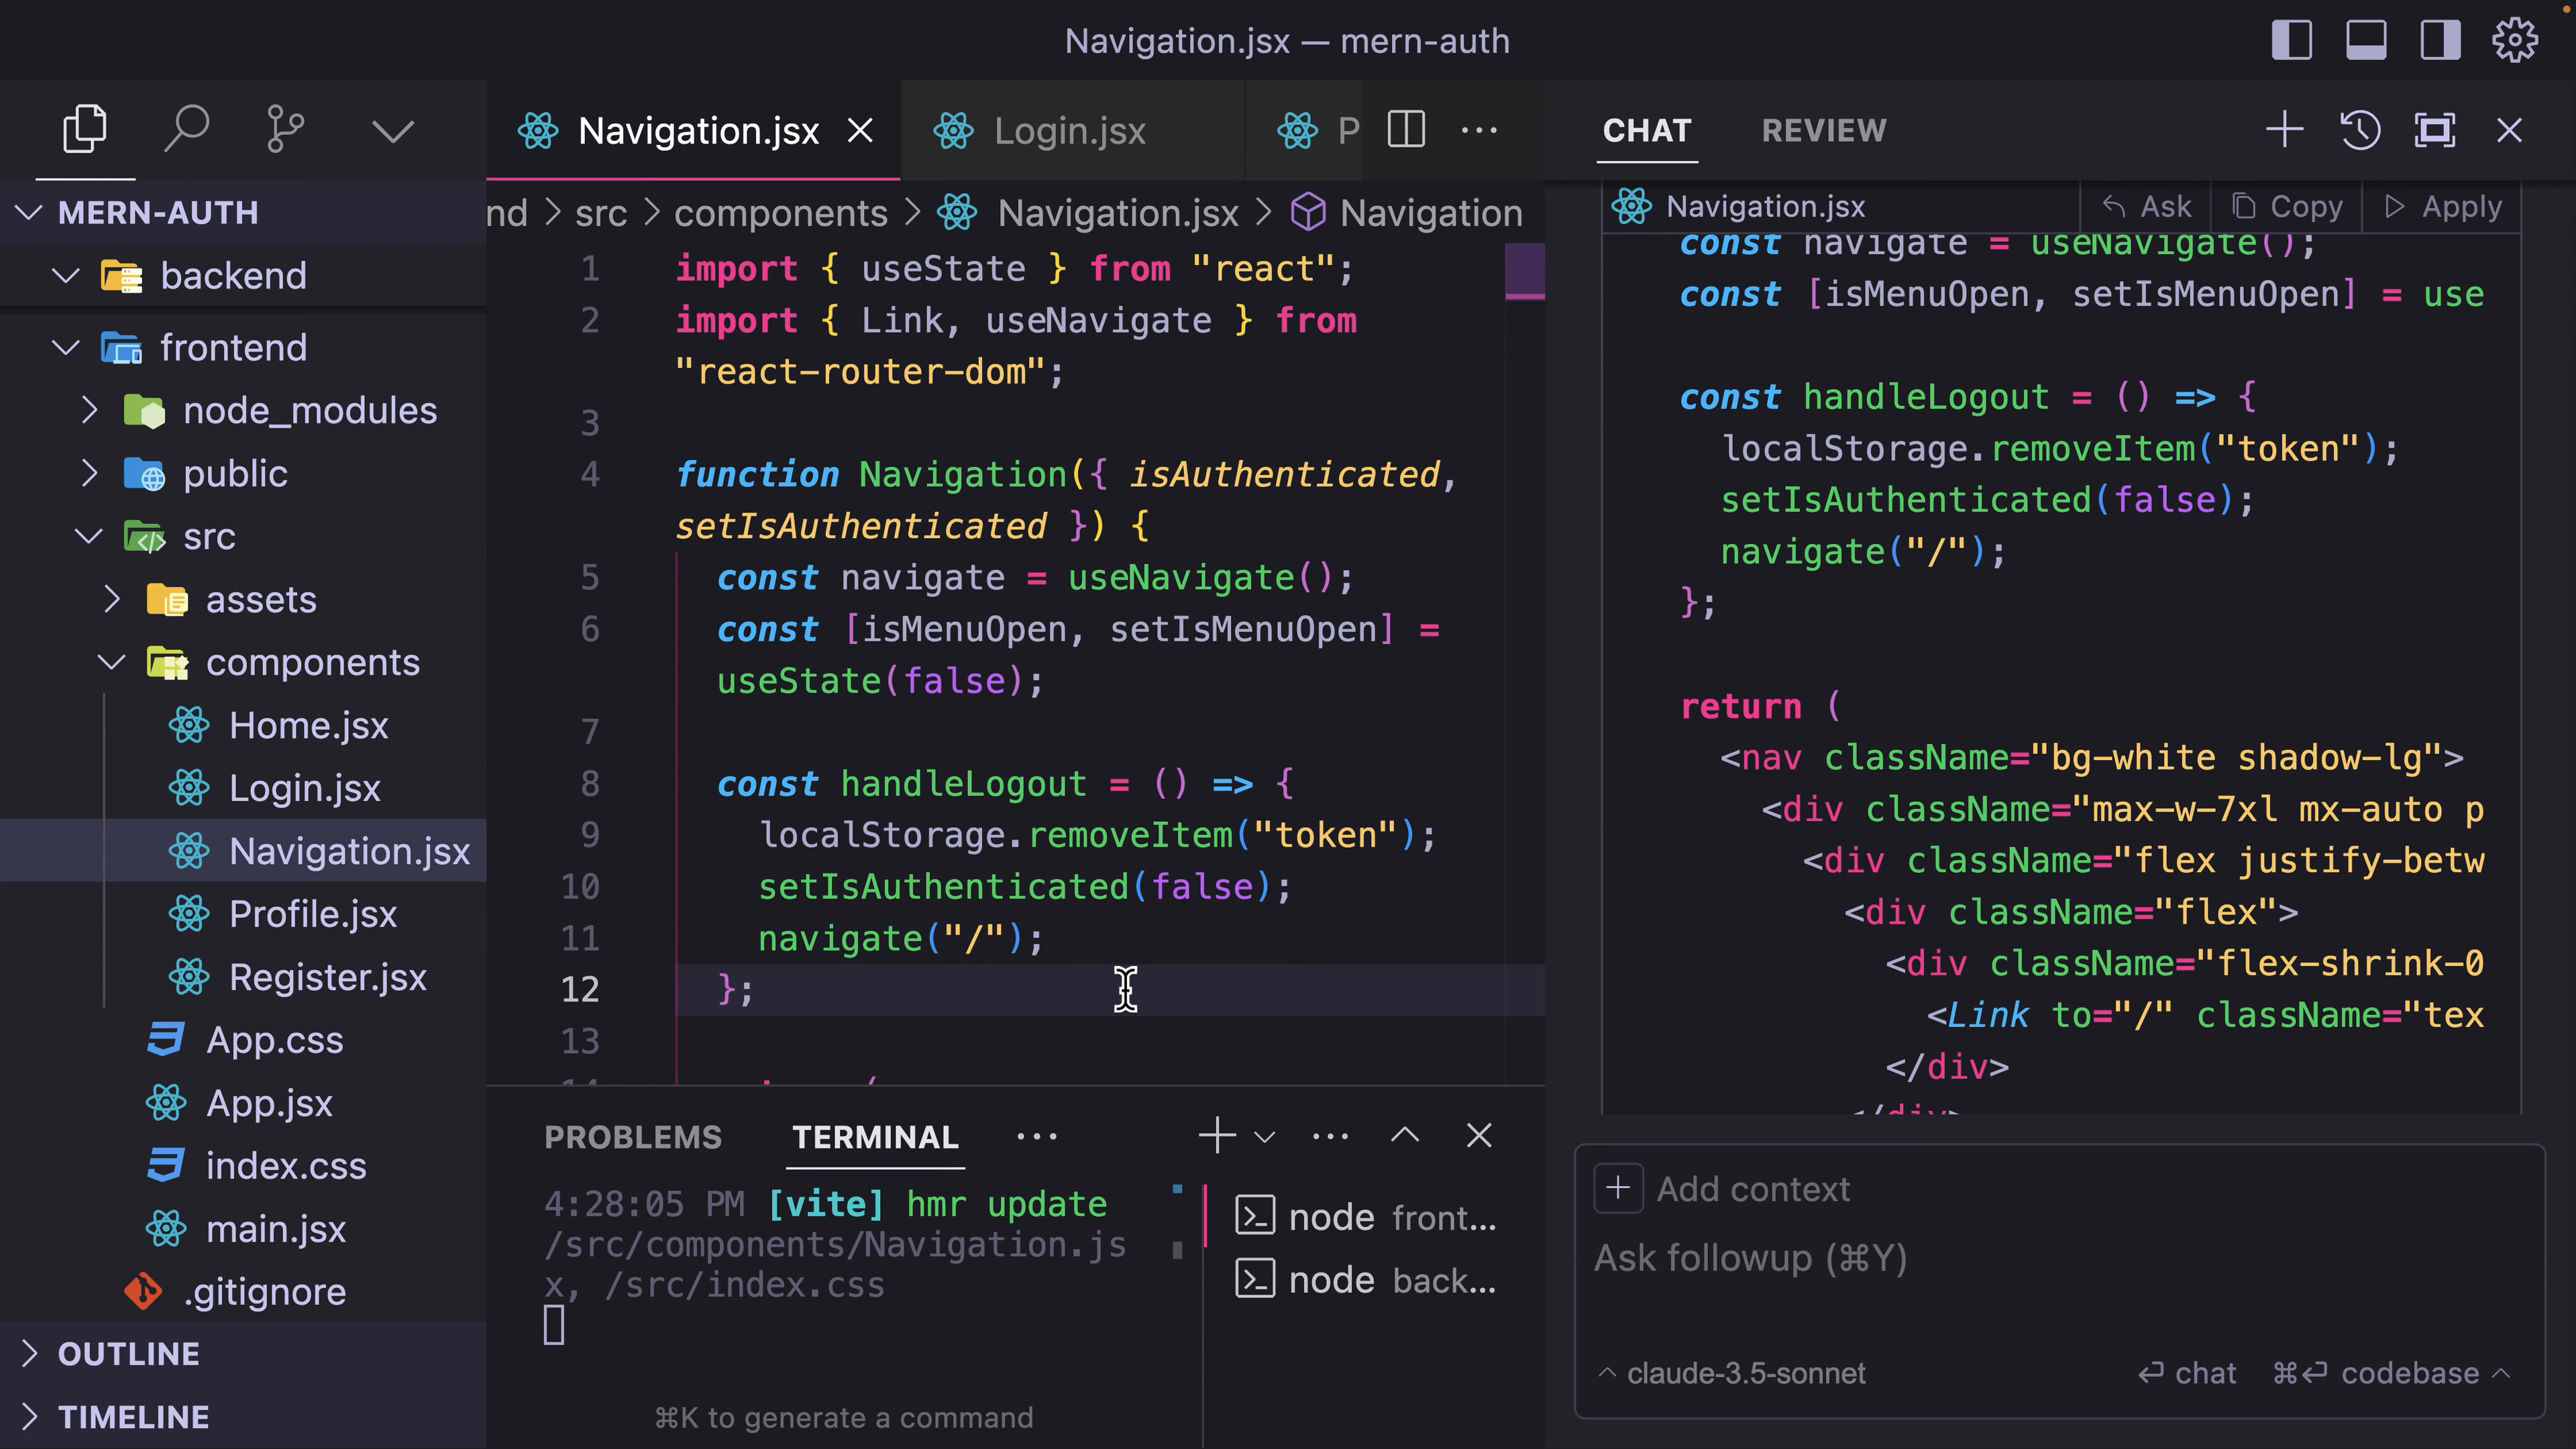 Navigation.jsx — mern-auth
MERN-AUTH
backend
frontend
node_modules
public
src
assets
components
Home.jsx
Login.jsx
Navigation.jsx
Profile.jsx
Register.jsx
App.css
App.jsx
index.css
main.jsx
.gitignore
OUTLINE
TIMELINE
Navigation.jsx
Login.jsx
P
nd > src > components > Navigation.jsx > Navigation
1 import { useState } from "react";
2 import { Link, useNavigate } from
"react-router-dom";
3
4 function Navigation({ isAuthenticated,
setIsAuthenticated }) {
5 const navigate = useNavigate();
6 const [isMenuOpen, setIsMenuOpen] =
useState(false);
7
8 const handleLogout = () => {
9 localStorage.removeItem("token");
10 setIsAuthenticated(false);
11 navigate("/");
12 };
13
PROBLEMS TERMINAL
4:28:05 PM [vite] hmr update
/src/components/Navigation.js
x, /src/index.css
⌘K to generate a command
node front...
node back...
CHAT REVIEW
Navigation.jsx Ask Copy Apply
const navigate = useNavigate();
const [isMenuOpen, setIsMenuOpen] = use
const handleLogout = () => {
localStorage.removeItem("token");
setIsAuthenticated(false);
navigate("/");
};
return (
<nav className="bg-white shadow-lg">
<div className="max-w-7xl mx-auto p
<div className="flex justify-betw
<div className="flex">
<div className="flex-shrink-0
<Link to="/" className="tex
</div>
</div>
+ Add context
Ask followup (⌘Y)
claude-3.5-sonnet
chat ⌘⏎ codebase